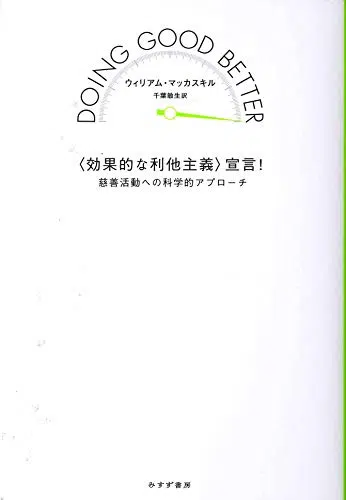 DOING GOOD BETTER
ウィリアム・マッカスキル
千葉敏生訳
〈効果的な利他主義〉宣言！
慈善活動への科学的アプローチ
みすず書房